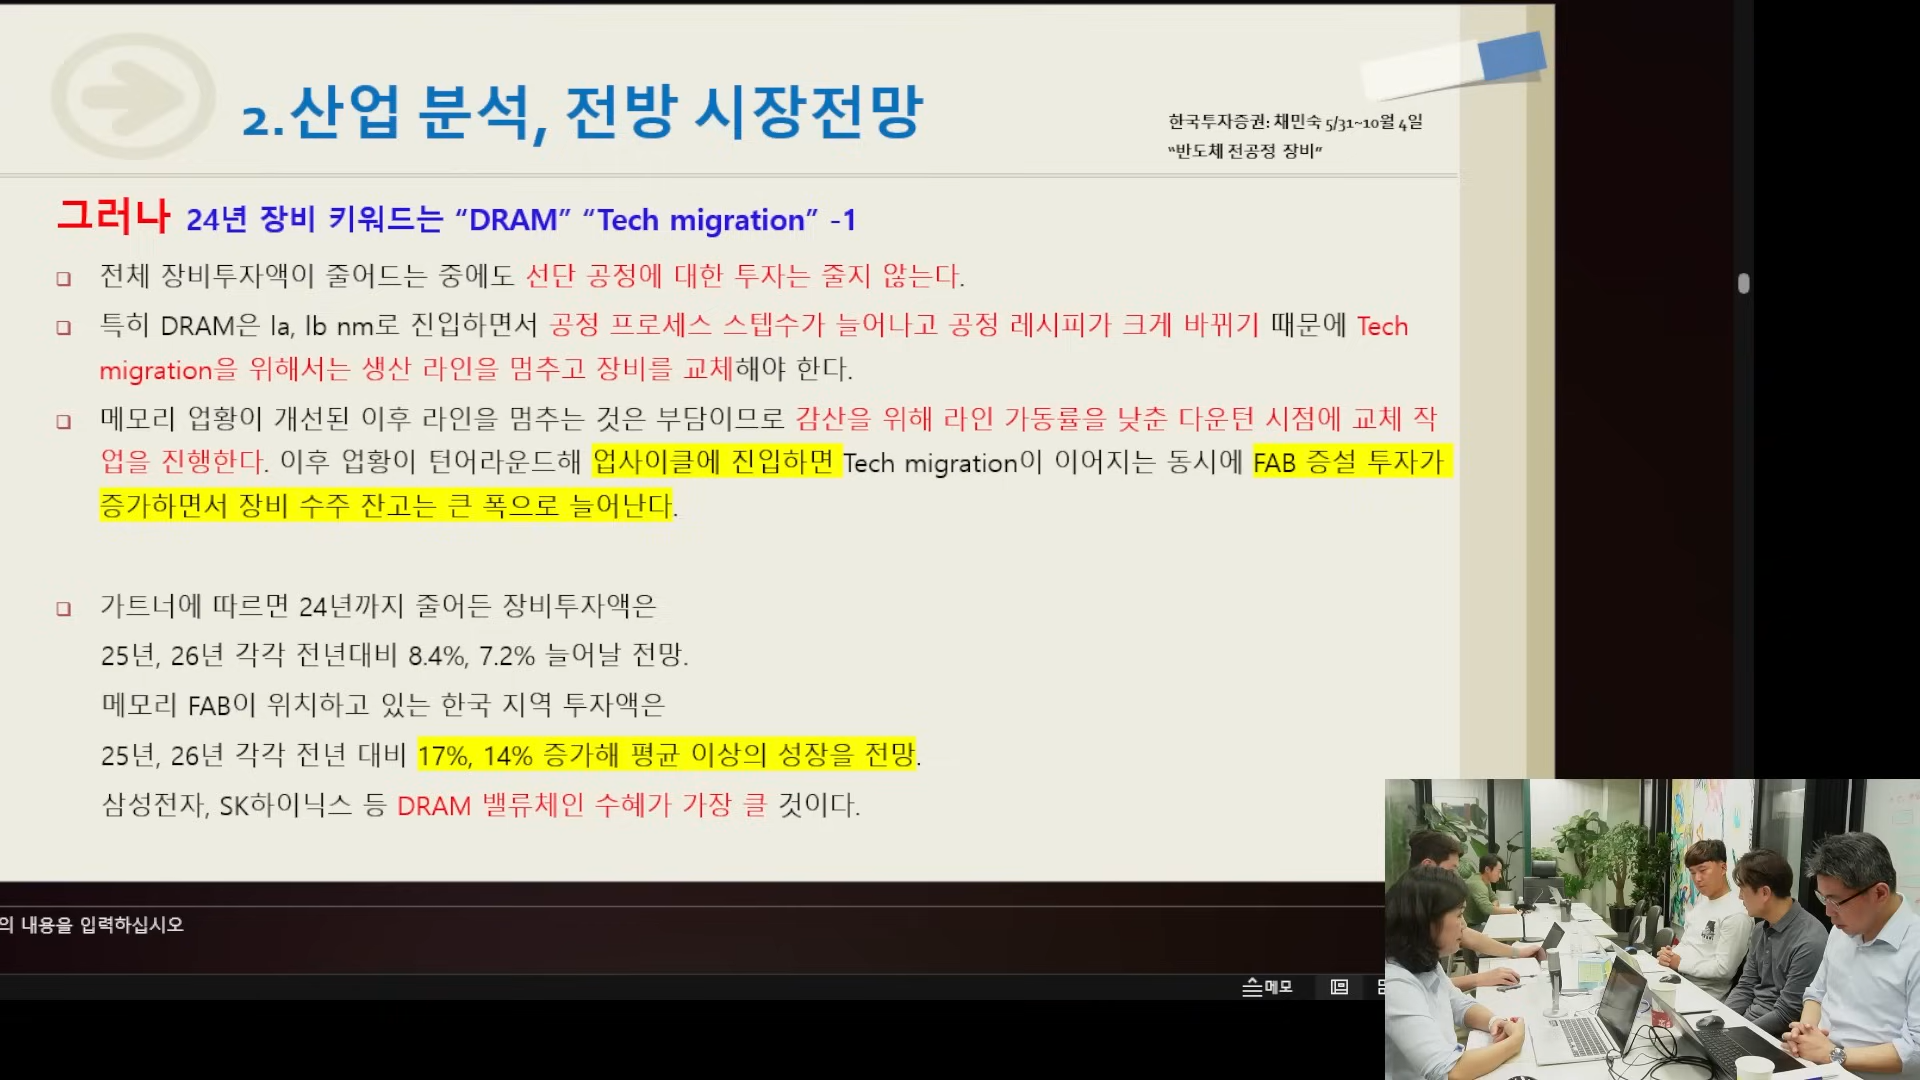 2.산업 분석, 전방 시장전망
한국투자증권: 채민숙 5/31~10월 4일
“반도체 전공정 장비”
그러나 24년 장비 키워드는 “DRAM” “Tech migration” -1
전체 장비투자액이 줄어드는 중에도 선단 공정에 대한 투자는 줄지 않는다.
특히 DRAM은 la, lb nm로 진입하면서 공정 프로세스 스텝수가 늘어나고 공정 레시피가 크게 바뀌기 때문에 Tech
migration을 위해서는 생산 라인을 멈추고 장비를 교체해야 한다.
메모리 업황이 개선된 이후 라인을 멈추는 것은 부담이므로 감산을 위해 라인 가동률을 낮춘 다운턴 시점에 교체 작
업을 진행한다. 이후 업황이 턴어라운드해 업사이클에 진입하면 Tech migration이 이어지는 동시에 FAB 증설 투자가
증가하면서 장비 수주 잔고는 큰 폭으로 늘어난다.
가트너에 따르면 24년까지 줄어든 장비투자액은
25년, 26년 각각 전년대비 8.4%, 7.2% 늘어날 전망.
메모리 FAB이 위치하고 있는 한국 지역 투자액은
25년, 26년 각각 전년 대비 17%, 14% 증가해 평균 이상의 성장을 전망.
삼성전자, SK하이닉스 등 DRAM 밸류체인 수혜가 가장 클 것이다.
의 내용을 입력하십시오
메모